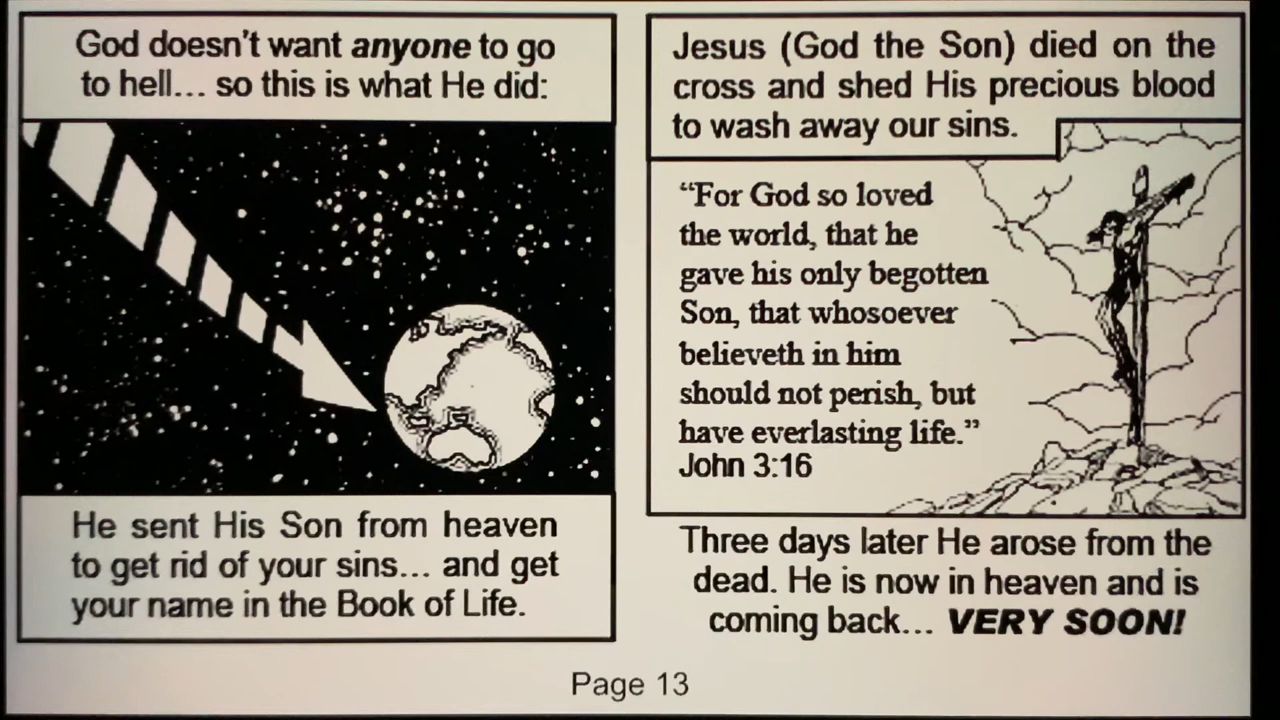 God doesn't want anyone to go
to hell... so this is what He did:
He sent His Son from heaven
to get rid of your sins... and get
your name in the Book of Life.
Jesus (God the Son) died on the
cross and shed His precious blood
to wash away our sins.
“For God so loved
the world, that he
gave his only begotten
Son, that whosoever
believeth in him
should not perish, but
have everlasting life.”
John 3:16
Three days later He arose from the
dead. He is now in heaven and is
coming back... VERY SOON!
Page 13